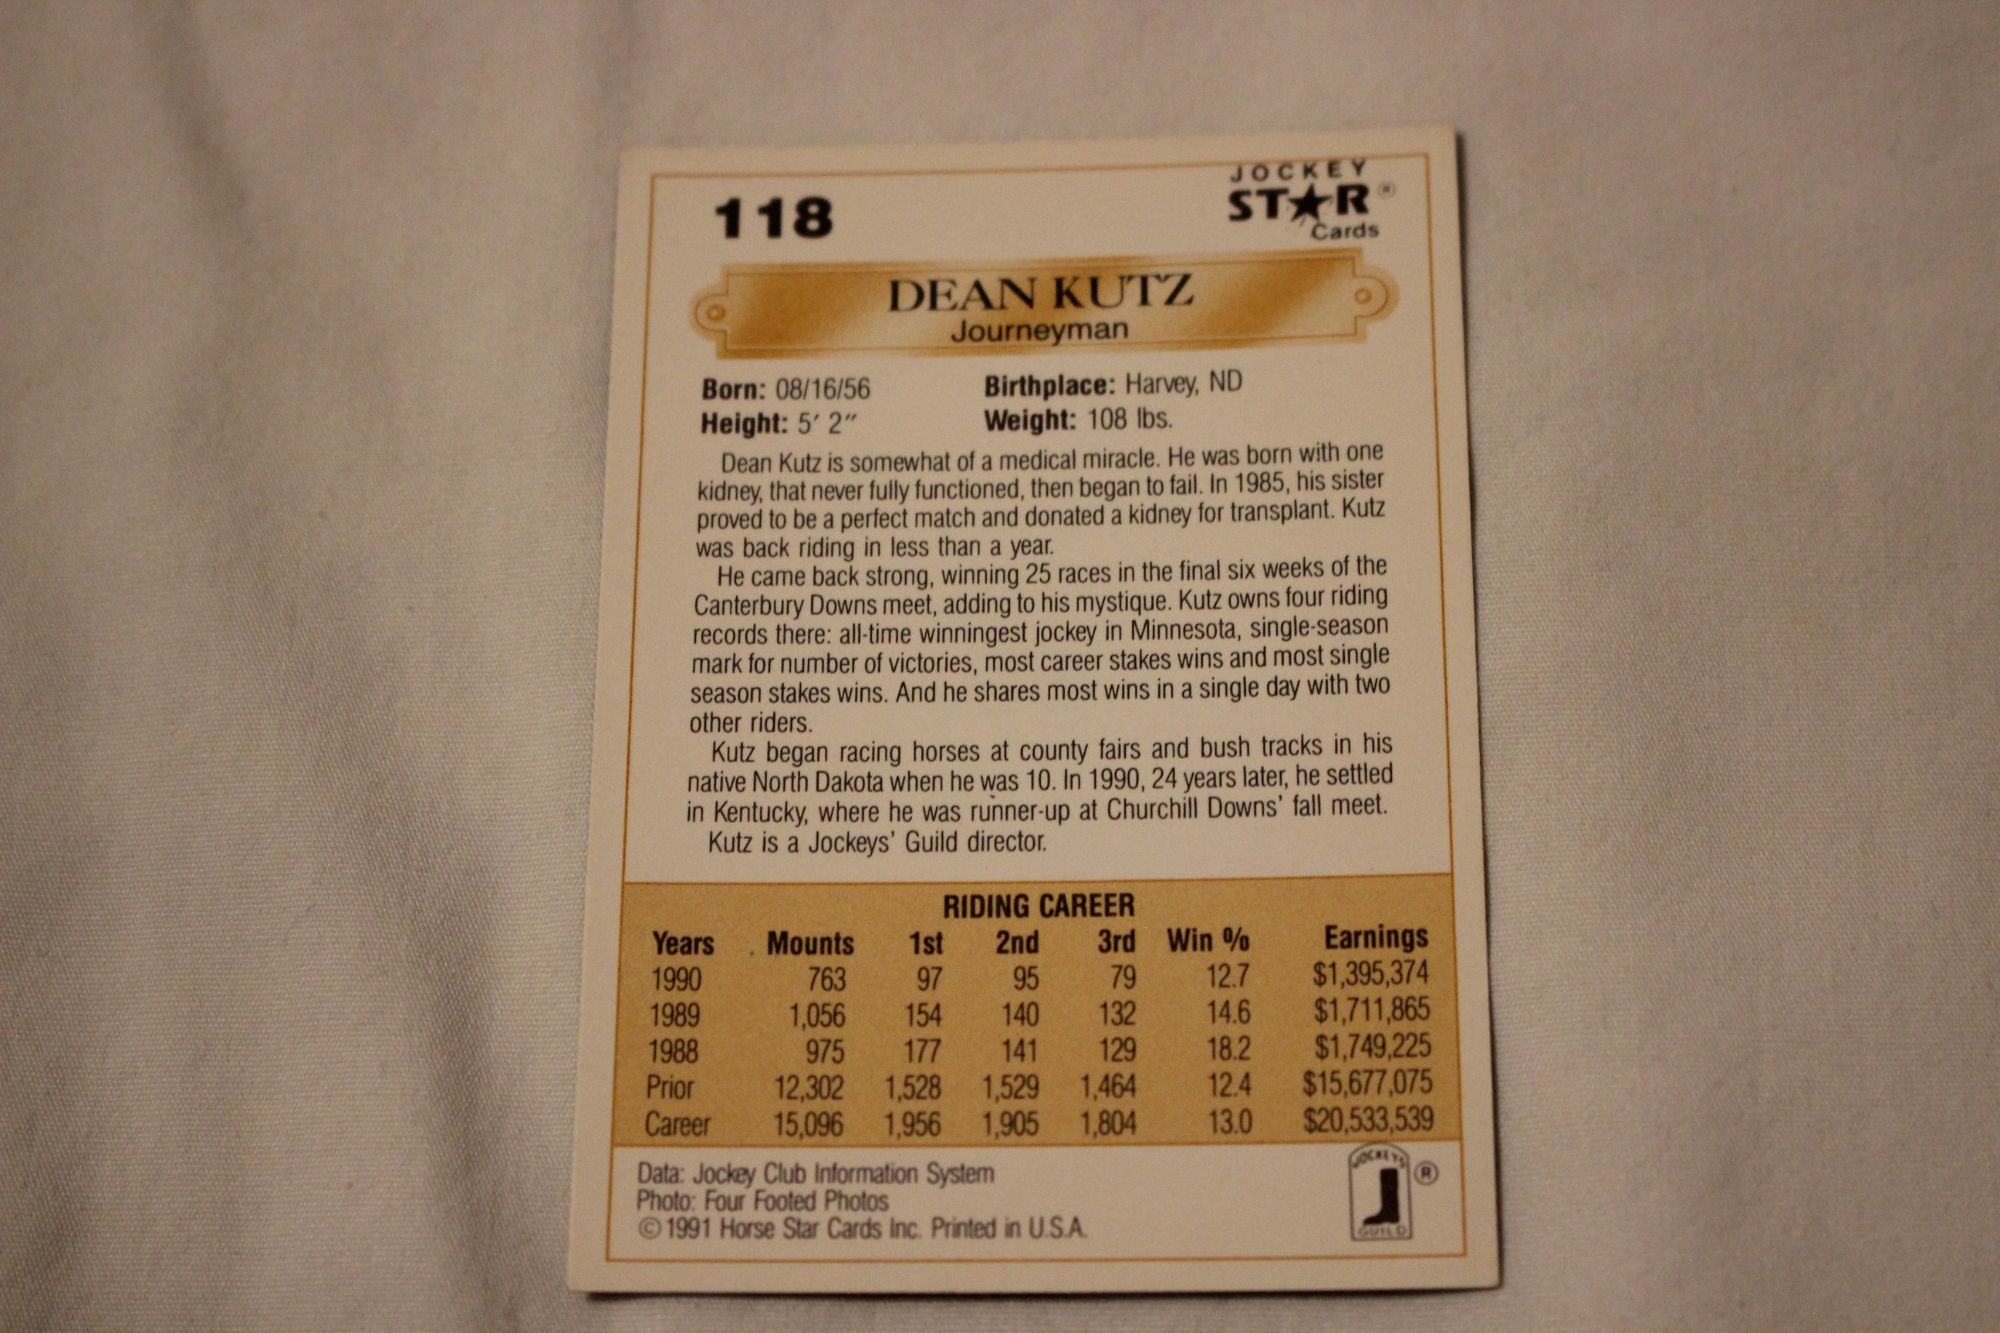 118
JOCKEY
ST★R ®
Cards
DEAN KUTZ
Journeyman
Born: 08/16/56 Birthplace: Harvey, ND
Height: 5′ 2″ Weight: 108 lbs.
Dean Kutz is somewhat of a medical miracle. He was born with one
kidney, that never fully functioned, then began to fail. In 1985, his sister
proved to be a perfect match and donated a kidney for transplant. Kutz
was back riding in less than a year.
He came back strong, winning 25 races in the final six weeks of the
Canterbury Downs meet, adding to his mystique. Kutz owns four riding
records there: all-time winningest jockey in Minnesota, single-season
mark for number of victories, most career stakes wins and most single
season stakes wins. And he shares most wins in a single day with two
other riders.
Kutz began racing horses at county fairs and bush tracks in his
native North Dakota when he was 10. In 1990, 24 years later, he settled
in Kentucky, where he was runner-up at Churchill Downs' fall meet.
Kutz is a Jockeys' Guild director.
RIDING CAREER
Years Mounts 1st 2nd 3rd Win % Earnings
1990 763 97 95 79 12.7 $1,395,374
1989 1,056 154 140 132 14.6 $1,711,865
1988 975 177 141 129 18.2 $1,749,225
Prior 12,302 1,528 1,529 1,464 12.4 $15,677,075
Career 15,096 1,956 1,905 1,804 13.0 $20,533,539
Data: Jockey Club Information System
Photo: Four Footed Photos
©1991 Horse Star Cards Inc. Printed in U.S.A.
JOCKEYS
GUILD
®